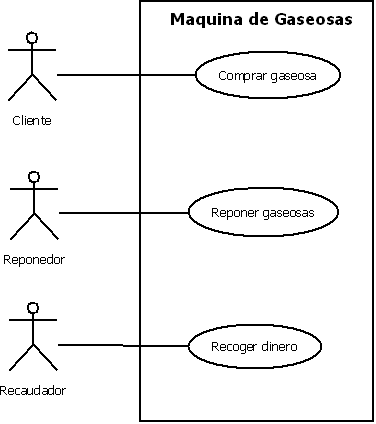 Maquina de Gaseosas
Comprar gaseosa
Cliente
Reponer gaseosas
Reponedor
Recoger dinero
Recaudador